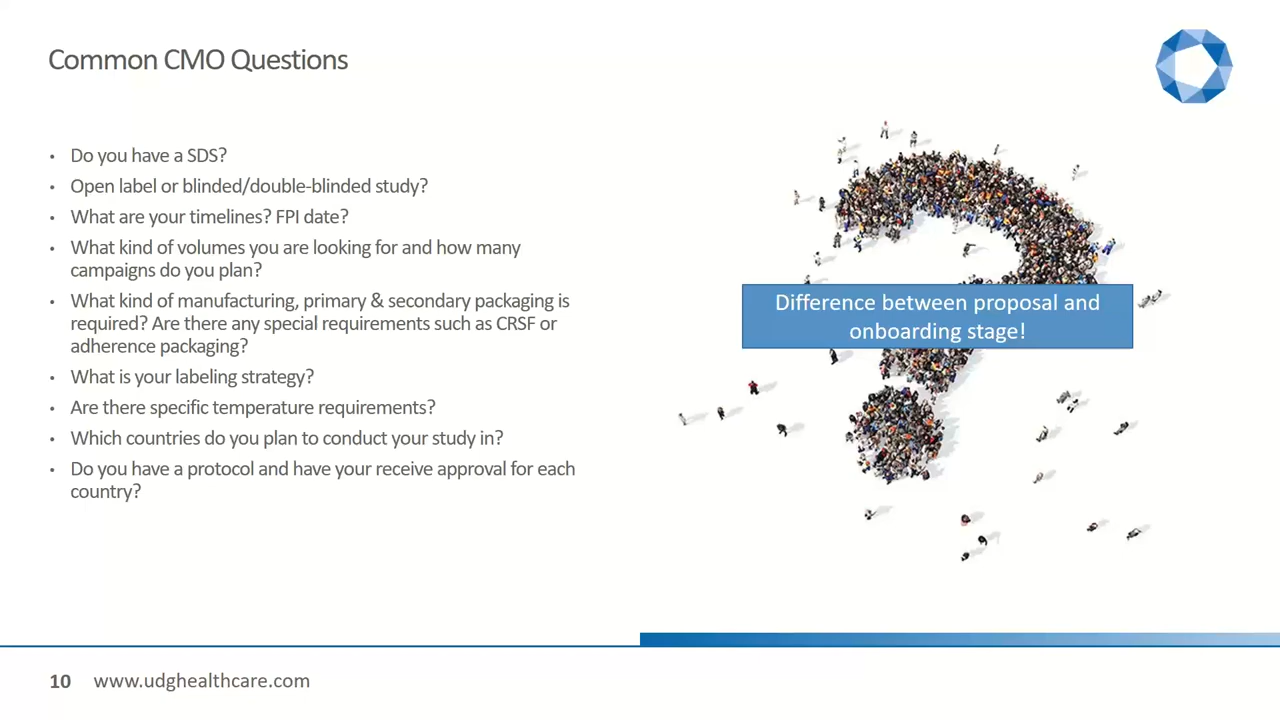 Common CMO Questions
• Do you have a SDS?
• Open label or blinded/double-blinded study?
• What are your timelines? FPI date?
• What kind of volumes you are looking for and how many
campaigns do you plan?
• What kind of manufacturing, primary & secondary packaging is
required? Are there any special requirements such as CRSF or
adherence packaging?
• What is your labeling strategy?
• Are there specific temperature requirements?
• Which countries do you plan to conduct your study in?
• Do you have a protocol and have your receive approval for each
country?
Difference between proposal and
onboarding stage!
10 www.udghealthcare.com